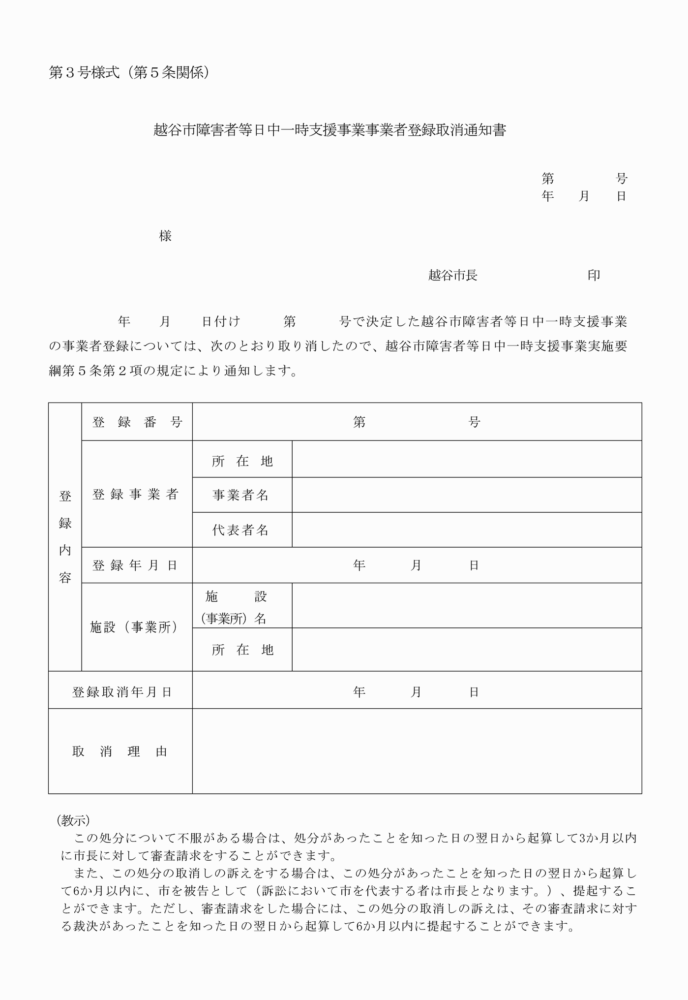 第３号様式（第５条関係）
越谷市障害者等日中一時支援事業事業者登録取消通知書
第　　　　　号
年　　月　　日
様
越谷市長　　　　　　　　　印
年　　月　　日付け　　　第　　　号で決定した越谷市障害者等日中一時支援事業
の事業者登録については、次のとおり取り消したので、越谷市障害者等日中一時支援事業実施要
綱第５条第２項の規定により通知します。
登録内容
登　録　番　号
第　　　　　　　　号
登 録 事 業 者
所　在　地
事業者名
代表者名
登 録 年 月 日
年　　　月　　　日
施設（事業所）
施　　　設
（事業所）名
所　在　地
登録取消年月日
年　　　月　　　日
取　消　理　由
（教示）
この処分について不服がある場合は、処分があったことを知った日の翌日から起算して3か月以内
に市長に対して審査請求をすることができます。
また、この処分の取消しの訴えをする場合は、この処分があったことを知った日の翌日から起算し
て6か月以内に、市を被告として（訴訟において市を代表する者は市長となります。）、提起するこ
とができます。ただし、審査請求をした場合には、この処分の取消しの訴えは、その審査請求に対す
る裁決があったことを知った日の翌日から起算して6か月以内に提起することができます。